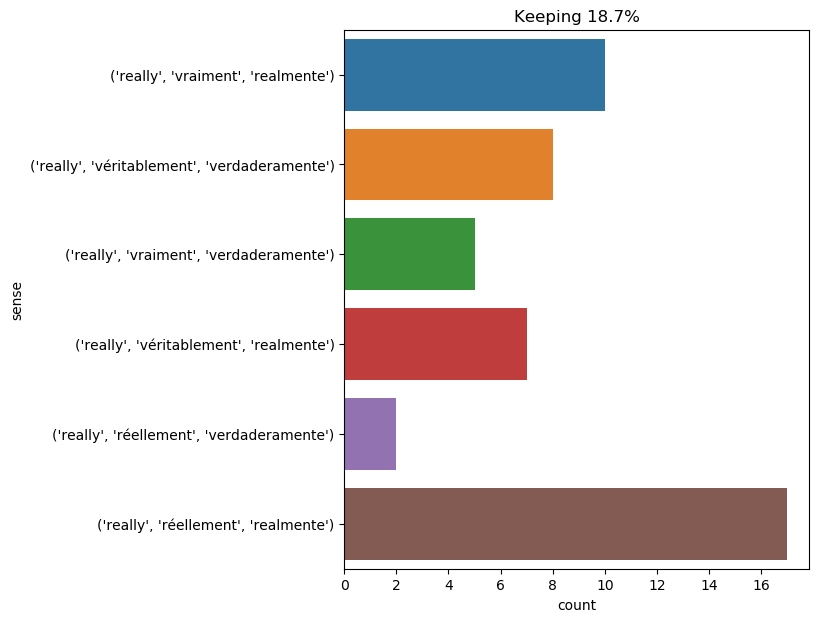 Keeping 18.7%
('really', 'vraiment', 'realmente')
('really', 'véritablement', 'verdaderamente')
('really', 'vraiment', 'verdaderamente')
('really', 'véritablement', 'realmente')
('really', 'réellement', 'verdaderamente')
('really', 'réellement', 'realmente')
sense
0 2 4 6 8 10 12 14 16
count